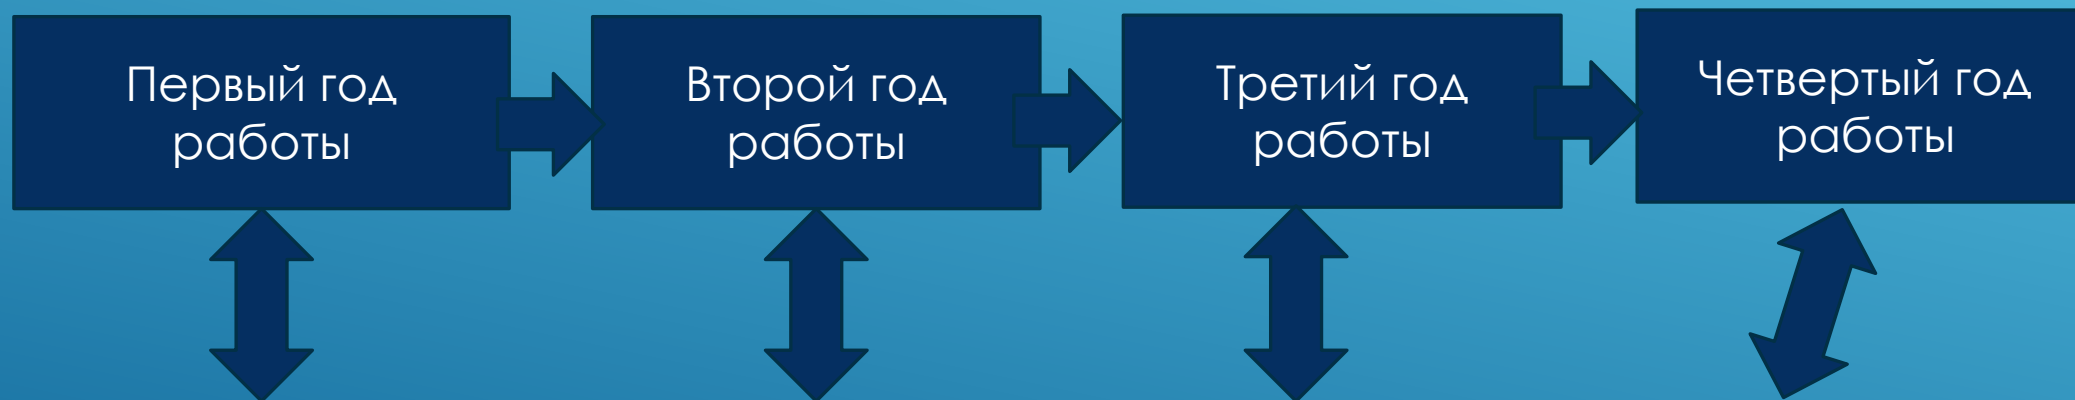 Первый год
работы
Второй год
работы
Третий год
работы
Четвертый год
работы